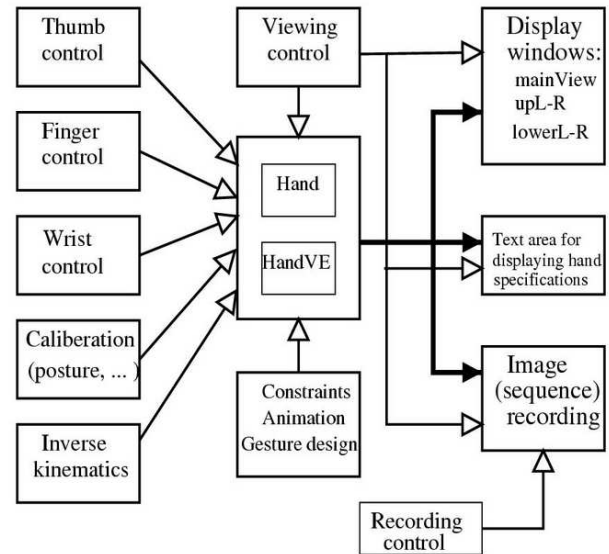 Thumb
control
Finger
control
Wrist
control
Caliberation
(posture, ... )
Inverse
kinematics
Viewing
control
Hand
HandVE
Constraints
Animation
Gesture design
Display
windows:
mainView
upL-R
lowerL-R
Text area for
displaying hand
specifications
Image
(sequence)
recording
Recording
control